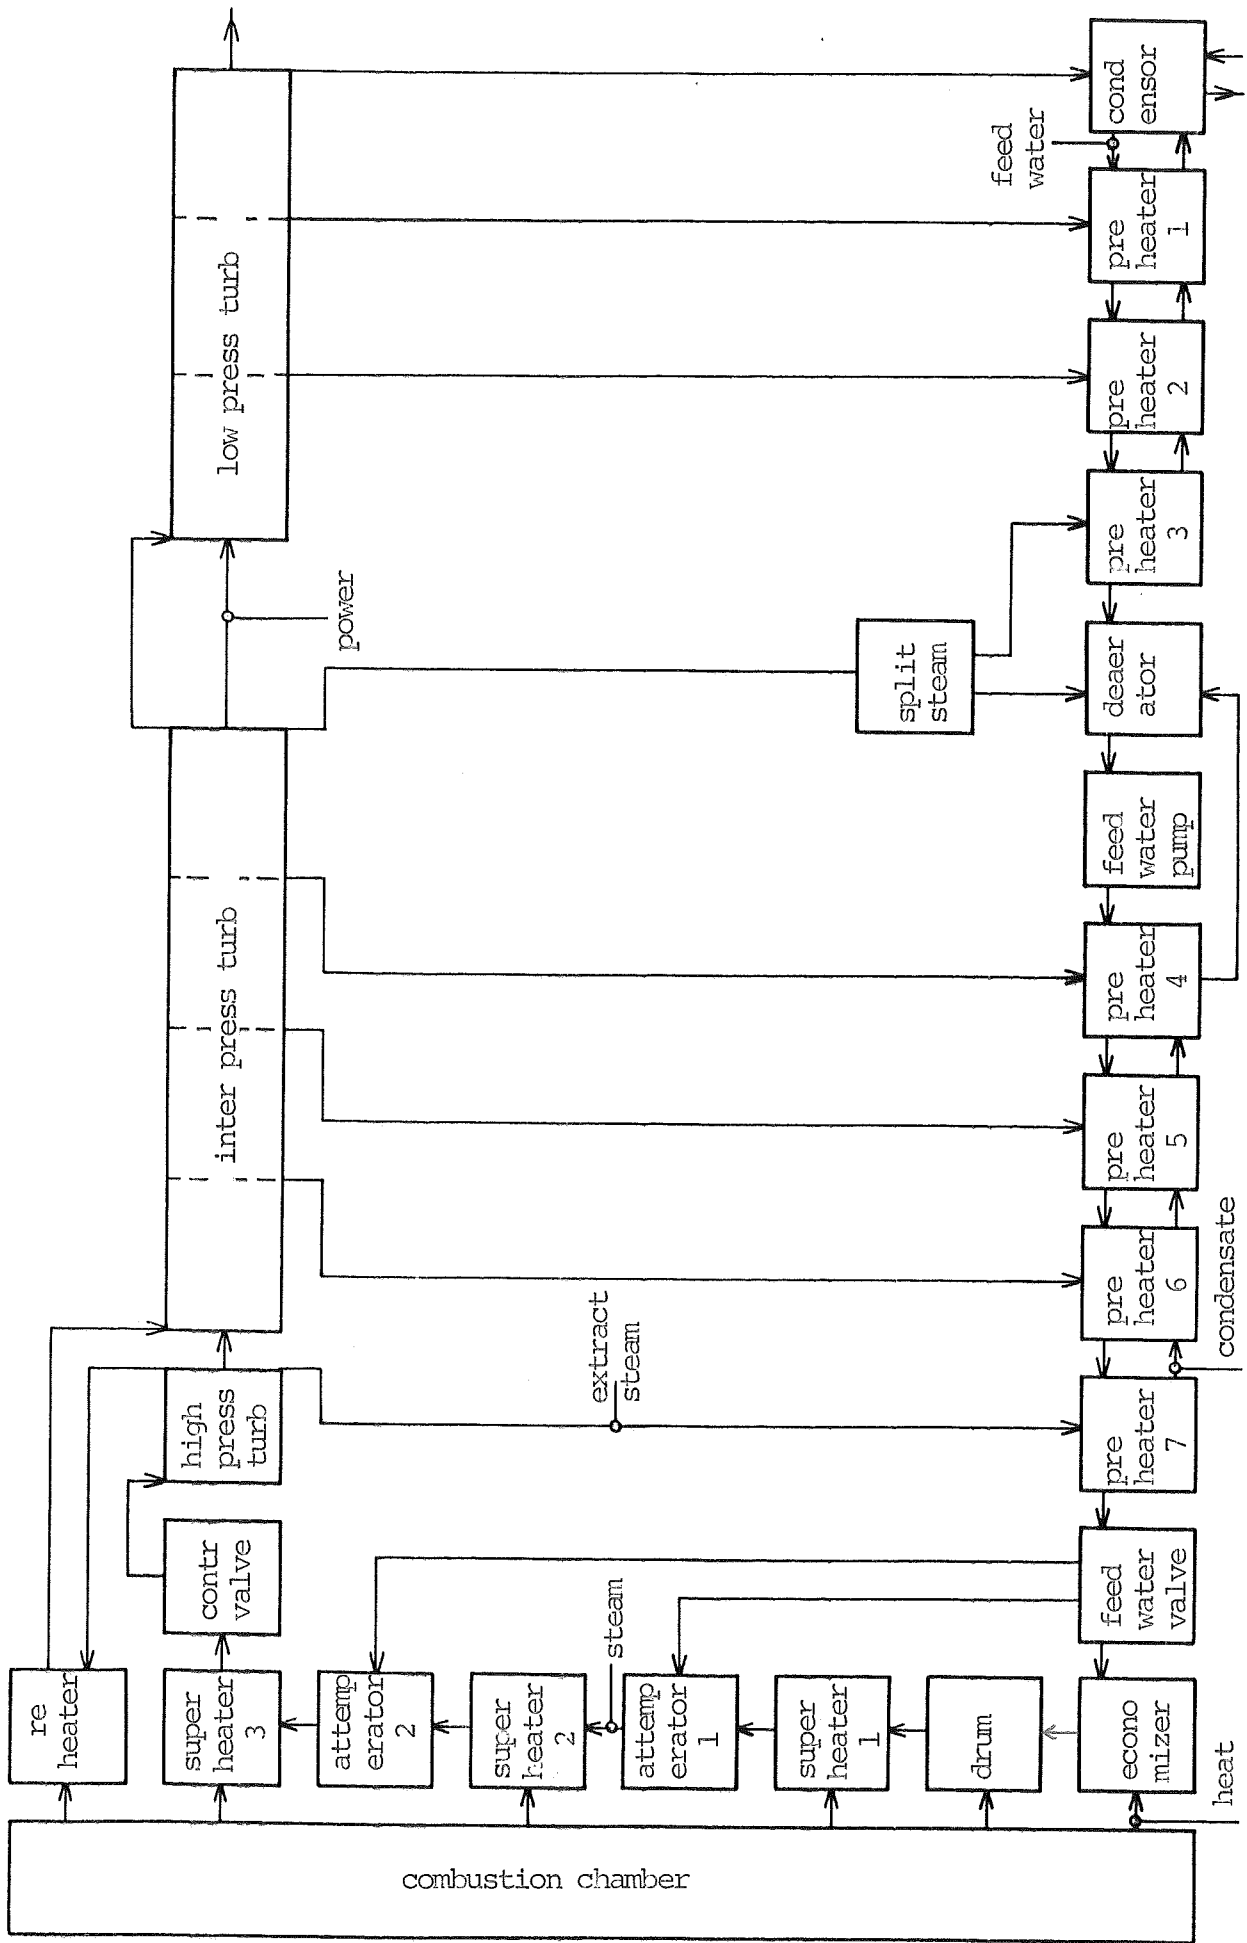 combustion chamber
re
heater
super
heater
3
attemp
erator
2
super
heater
2
attemp
erator
1
super
heater
1
drum
econo
mizer
heat
steam
contr
valve
feed
water
valve
high
press
turb
extract
steam
pre
heater
7
condensate
pre
heater
6
pre
heater
5
pre
heater
4
inter press turb
feed
water
pump
split
steam
deaer
ator
power
pre
heater
3
low press turb
pre
heater
2
pre
heater
1
feed
water
cond
ensor